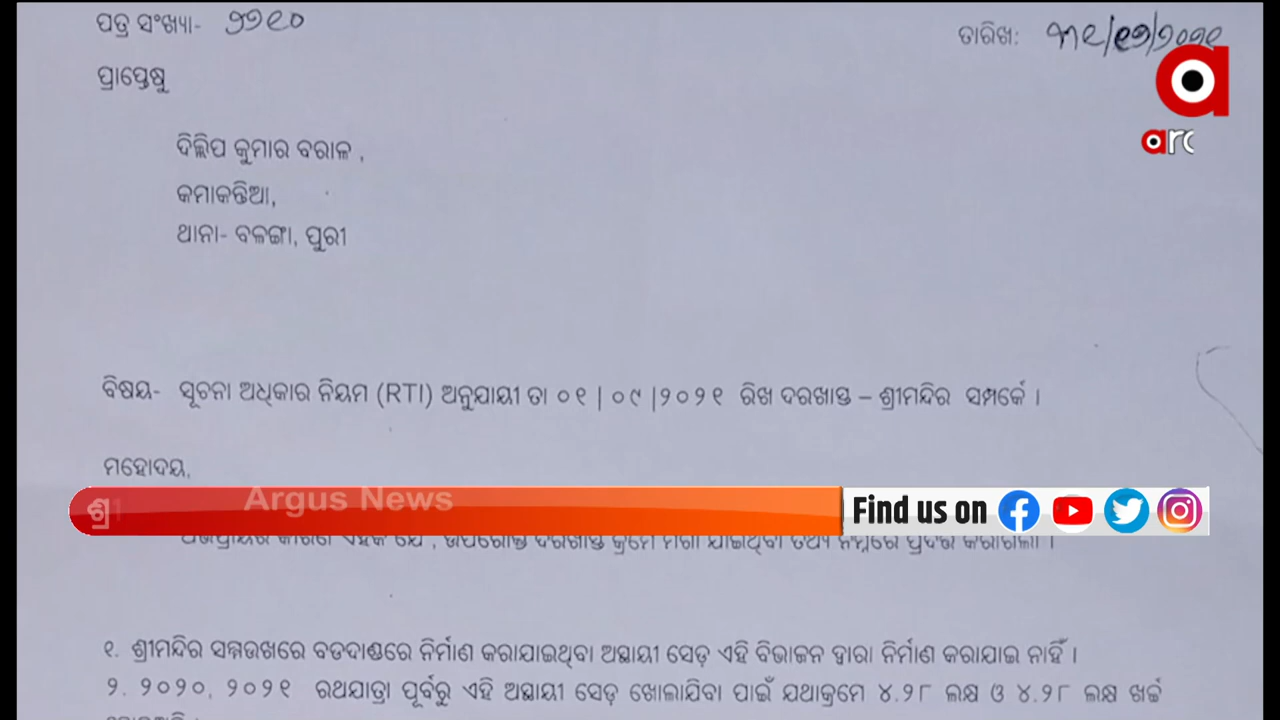 ପତ୍ର ସଂଖ୍ୟା-
ତାରିଖ:
ପ୍ରାପ୍ତେଷୁ
ଦିଲ୍ଲିପ କୁମାର ବରାଳ ,
କମାକନ୍ତିଆ,
ଥାନା- ବଳଙ୍ଗା, ପୁରୀ
ବିଷୟ- ସୂଚନା ଅଧିକାର ନିୟମ (RTI) ଅନୁଯାୟୀ ତା ୦୧ | ୦୯ |୨୦୨୧ ରିଖ ଦରଖାସ୍ତ – ଶ୍ରୀମନ୍ଦିର ସମ୍ପର୍କେ ।
ମହୋଦୟ,
Argus News
Find us on
୧. ଶ୍ରୀମନ୍ଦିର ସମ୍ମଉଖରେ ବଡଦାଣ୍ଡରେ ନିର୍ମାଣ କରାଯାଇଥିବା ଅସ୍ଥାୟୀ ସେଡ଼ ଏହି ବିଭାଜନ ଦ୍ଵାରା ନିର୍ମାଣ କରାଯାଇ ନାହିଁ ।
୨. ୨୦୨୦, ୨୦୨୧ ରଥଯାତ୍ରା ପୂର୍ବରୁ ଏହି ଅସ୍ଥାୟୀ ସେଡ଼ ଖୋଲାଯିବା ପାଇଁ ଯଥାକ୍ରମେ ୪.୨୮ ଲକ୍ଷ ଓ ୪.୨୮ ଲକ୍ଷ ଖର୍ଚ୍ଚ